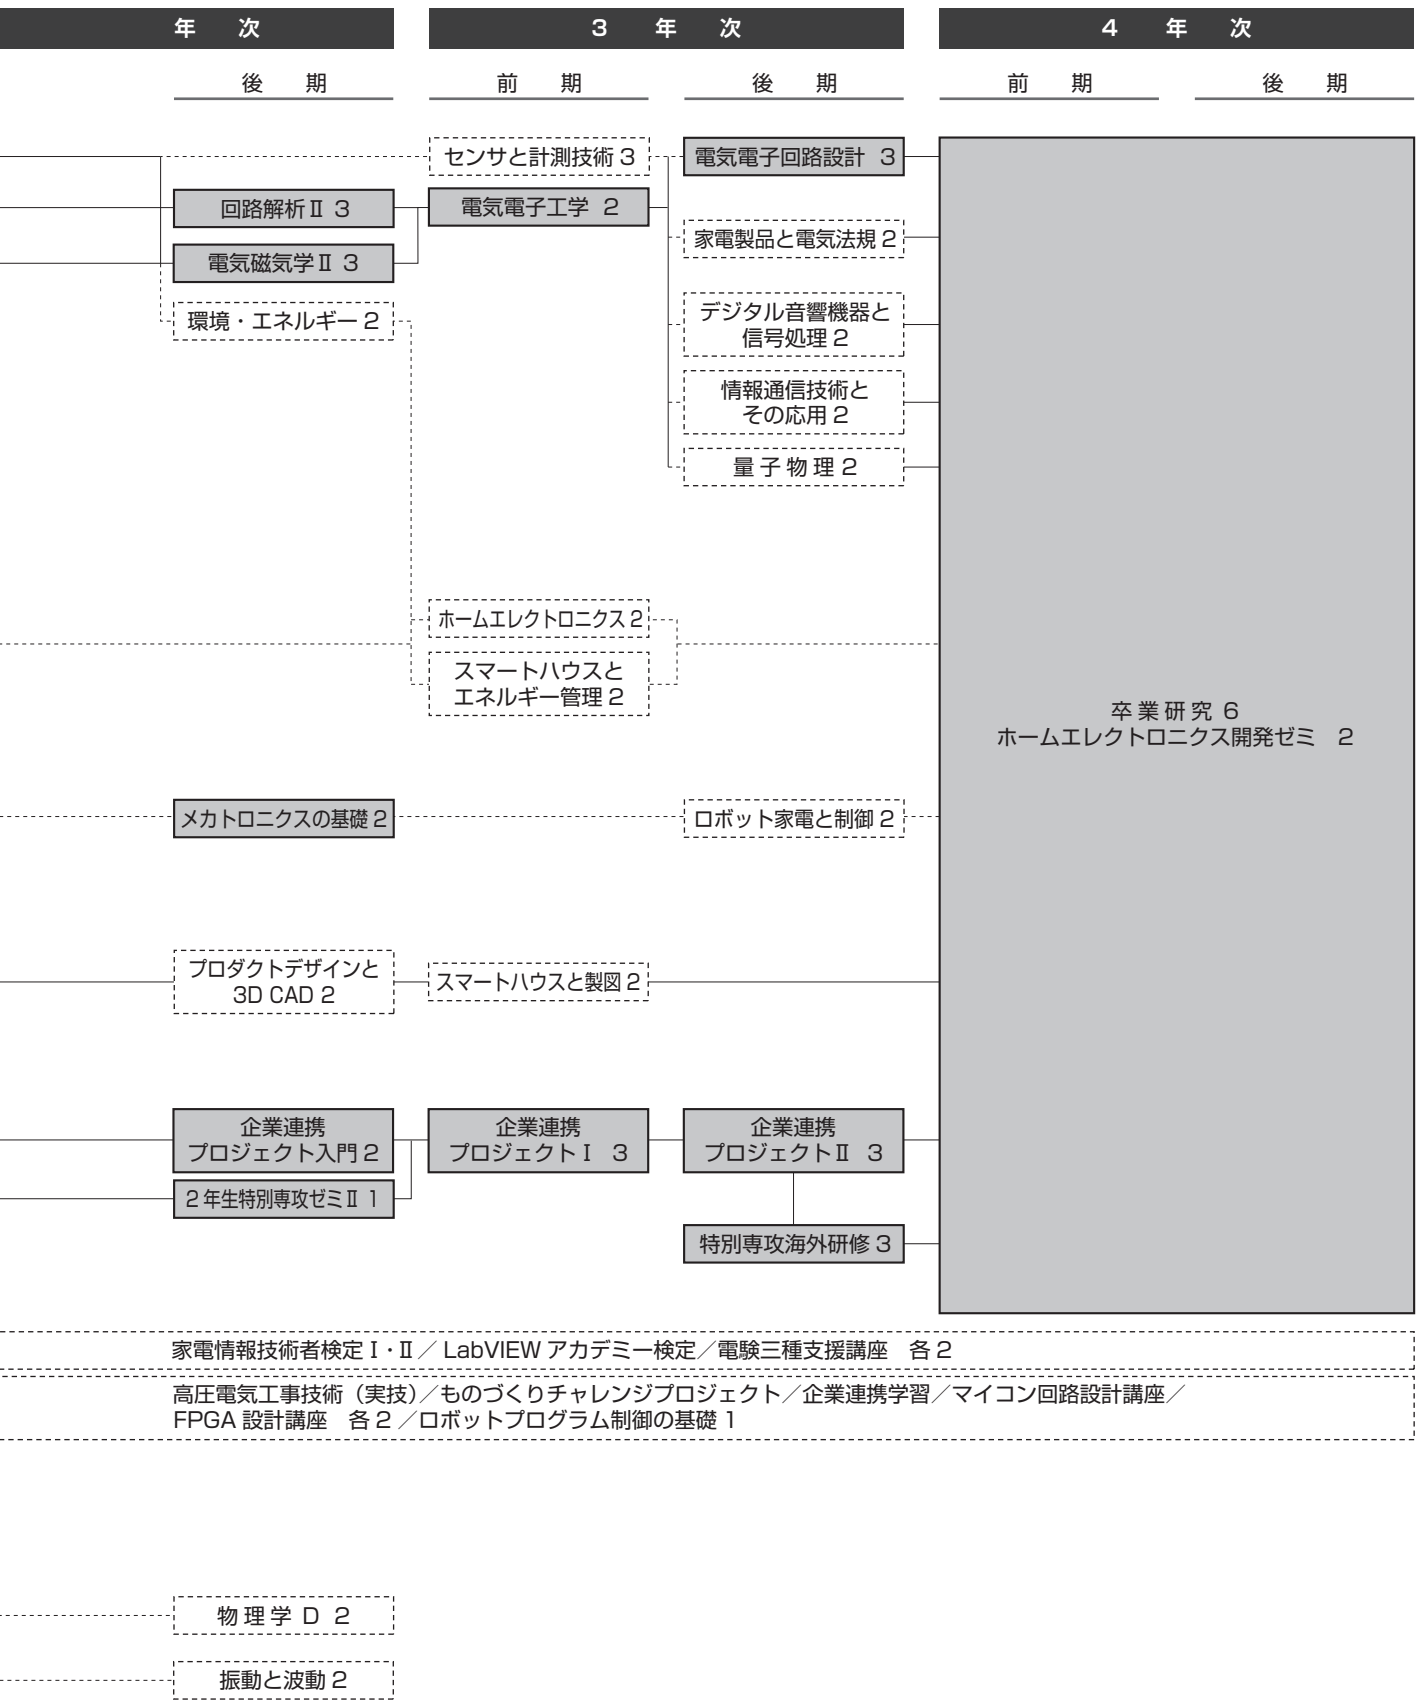 年 次
3 年 次
4 年 次
後 期
前 期
後 期
前 期
後 期
センサと計測技術 3
電気電子回路設計 3
回路解析Ⅱ 3
電気電子工学 2
家電製品と電気法規 2
電気磁気学Ⅱ 3
環境・エネルギー 2
デジタル音響機器と
信号処理 2
情報通信技術と
その応用 2
量子物理 2
ホームエレクトロニクス 2
スマートハウスと
エネルギー管理 2
卒業研究 6
ホームエレクトロニクス開発ゼミ 2
メカトロニクスの基礎 2
ロボット家電と制御 2
プロダクトデザインと
3D CAD 2
スマートハウスと製図 2
企業連携
プロジェクト入門 2
企業連携
プロジェクトⅠ 3
企業連携
プロジェクトⅡ 3
2年生特別専攻ゼミⅡ 1
特別専攻海外研修 3
家電情報技術者検定Ⅰ・Ⅱ／ LabVIEW アカデミー検定／電験三種支援講座 各 2
高圧電気工事技術（実技）／ものづくりチャレンジプロジェクト／企業連携学習／マイコン回路設計講座／
FPGA 設計講座 各 2 ／ロボットプログラム制御の基礎 1
物理学 D 2
振動と波動 2